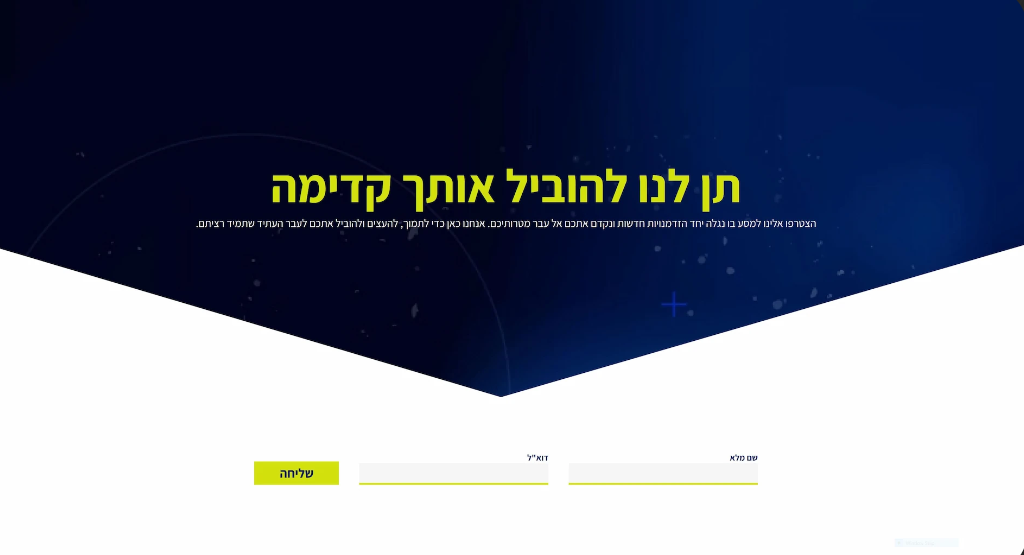 תן לנו להוביל אותך קדימה
הצטרפו אלינו למסע בו נגלה יחד הזדמנויות חדשות ונקדם אתכם אל עבר מטרותיכם. אנחנו כאן כדי לתמוך, להעצים ולהוביל אתכם לעבר העתיד שתמיד רציתם.
שם מלא
דוא"ל
שליחה